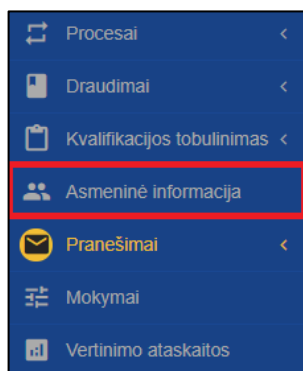 Procesai
Draudimai
Kvalifikacijos tobulinimas
Asmeninė informacija
Pranešimai
Mokymai
Vertinimo ataskaitos